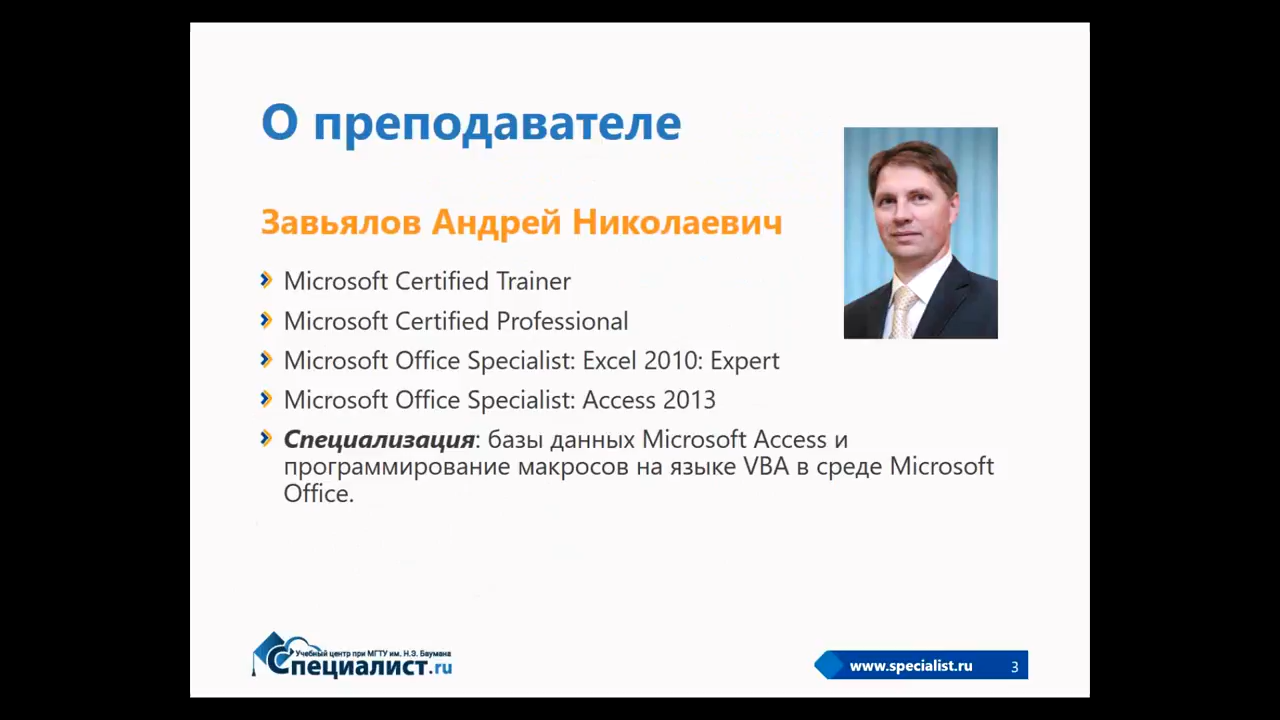 О преподавателе
Завьялов Андрей Николаевич
Microsoft Certified Trainer
Microsoft Certified Professional
Microsoft Office Specialist: Excel 2010: Expert
Microsoft Office Specialist: Access 2013
Специализация: базы данных Microsoft Access и
программирование макросов на языке VBA в среде Microsoft
Office.
Учебный центр при МГТУ им. Н.Э. Баумана
Специалист.ru
www.specialist.ru 3